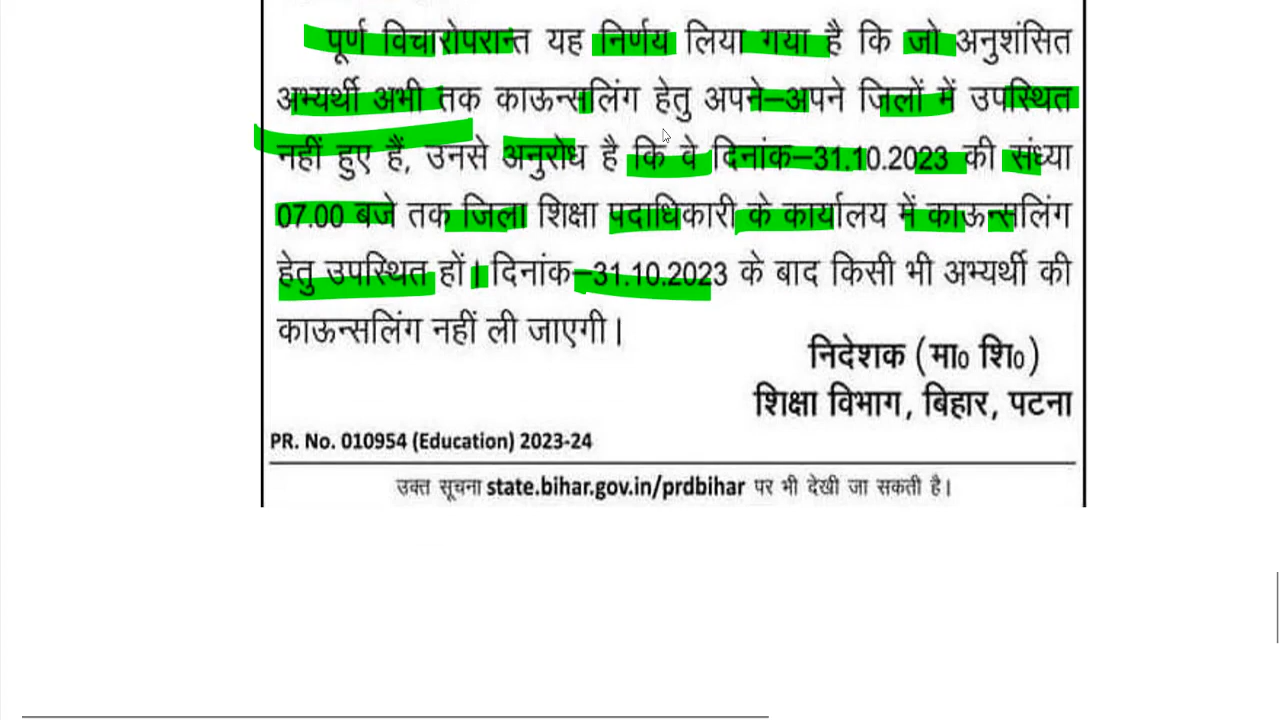 पूर्ण विचारोपरान्त यह निर्णय लिया गया है कि जो अनुशंसित
अभ्यर्थी अभी तक काऊन्सलिंग हेतु अपने–अपने जिलों में उपस्थित
नहीं हुए हैं, उनसे अनुरोध है कि वे दिनांक–31.10.2023 की संध्या
07.00 बजे तक जिला शिक्षा पदाधिकारी के कार्यालय में काऊन्सलिंग
हेतु उपस्थित हों। दिनांक–31.10.2023 के बाद किसी भी अभ्यर्थी की
काऊन्सलिंग नहीं ली जाएगी।
निदेशक (मा० शि०)
शिक्षा विभाग, बिहार, पटना
PR. No. 010954 (Education) 2023-24
उक्त सूचना state.bihar.gov.in/prdbihar पर भी देखी जा सकती है।